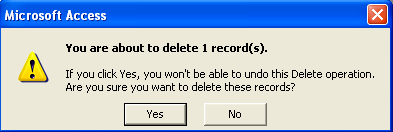 Microsoft Access
You are about to delete 1 record(s).
If you click Yes, you won't be able to undo this Delete operation.
Are you sure you want to delete these records?
Yes No